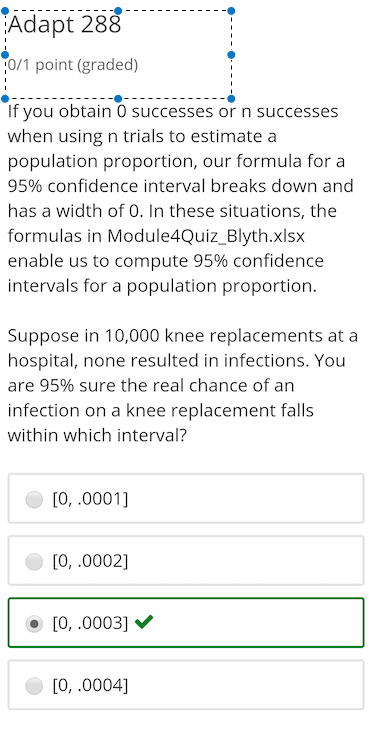 Adapt 288
0/1 point (graded)
If you obtain 0 successes or n successes
when using n trials to estimate a
population proportion, our formula for a
95% confidence interval breaks down and
has a width of 0. In these situations, the
formulas in Module4Quiz_Blyth.xlsx
enable us to compute 95% confidence
intervals for a population proportion.
Suppose in 10,000 knee replacements at a
hospital, none resulted in infections. You
are 95% sure the real chance of an
infection on a knee replacement falls
within which interval?
[0, .0001]
[0, .0002]
[0, .0003]
[0, .0004]